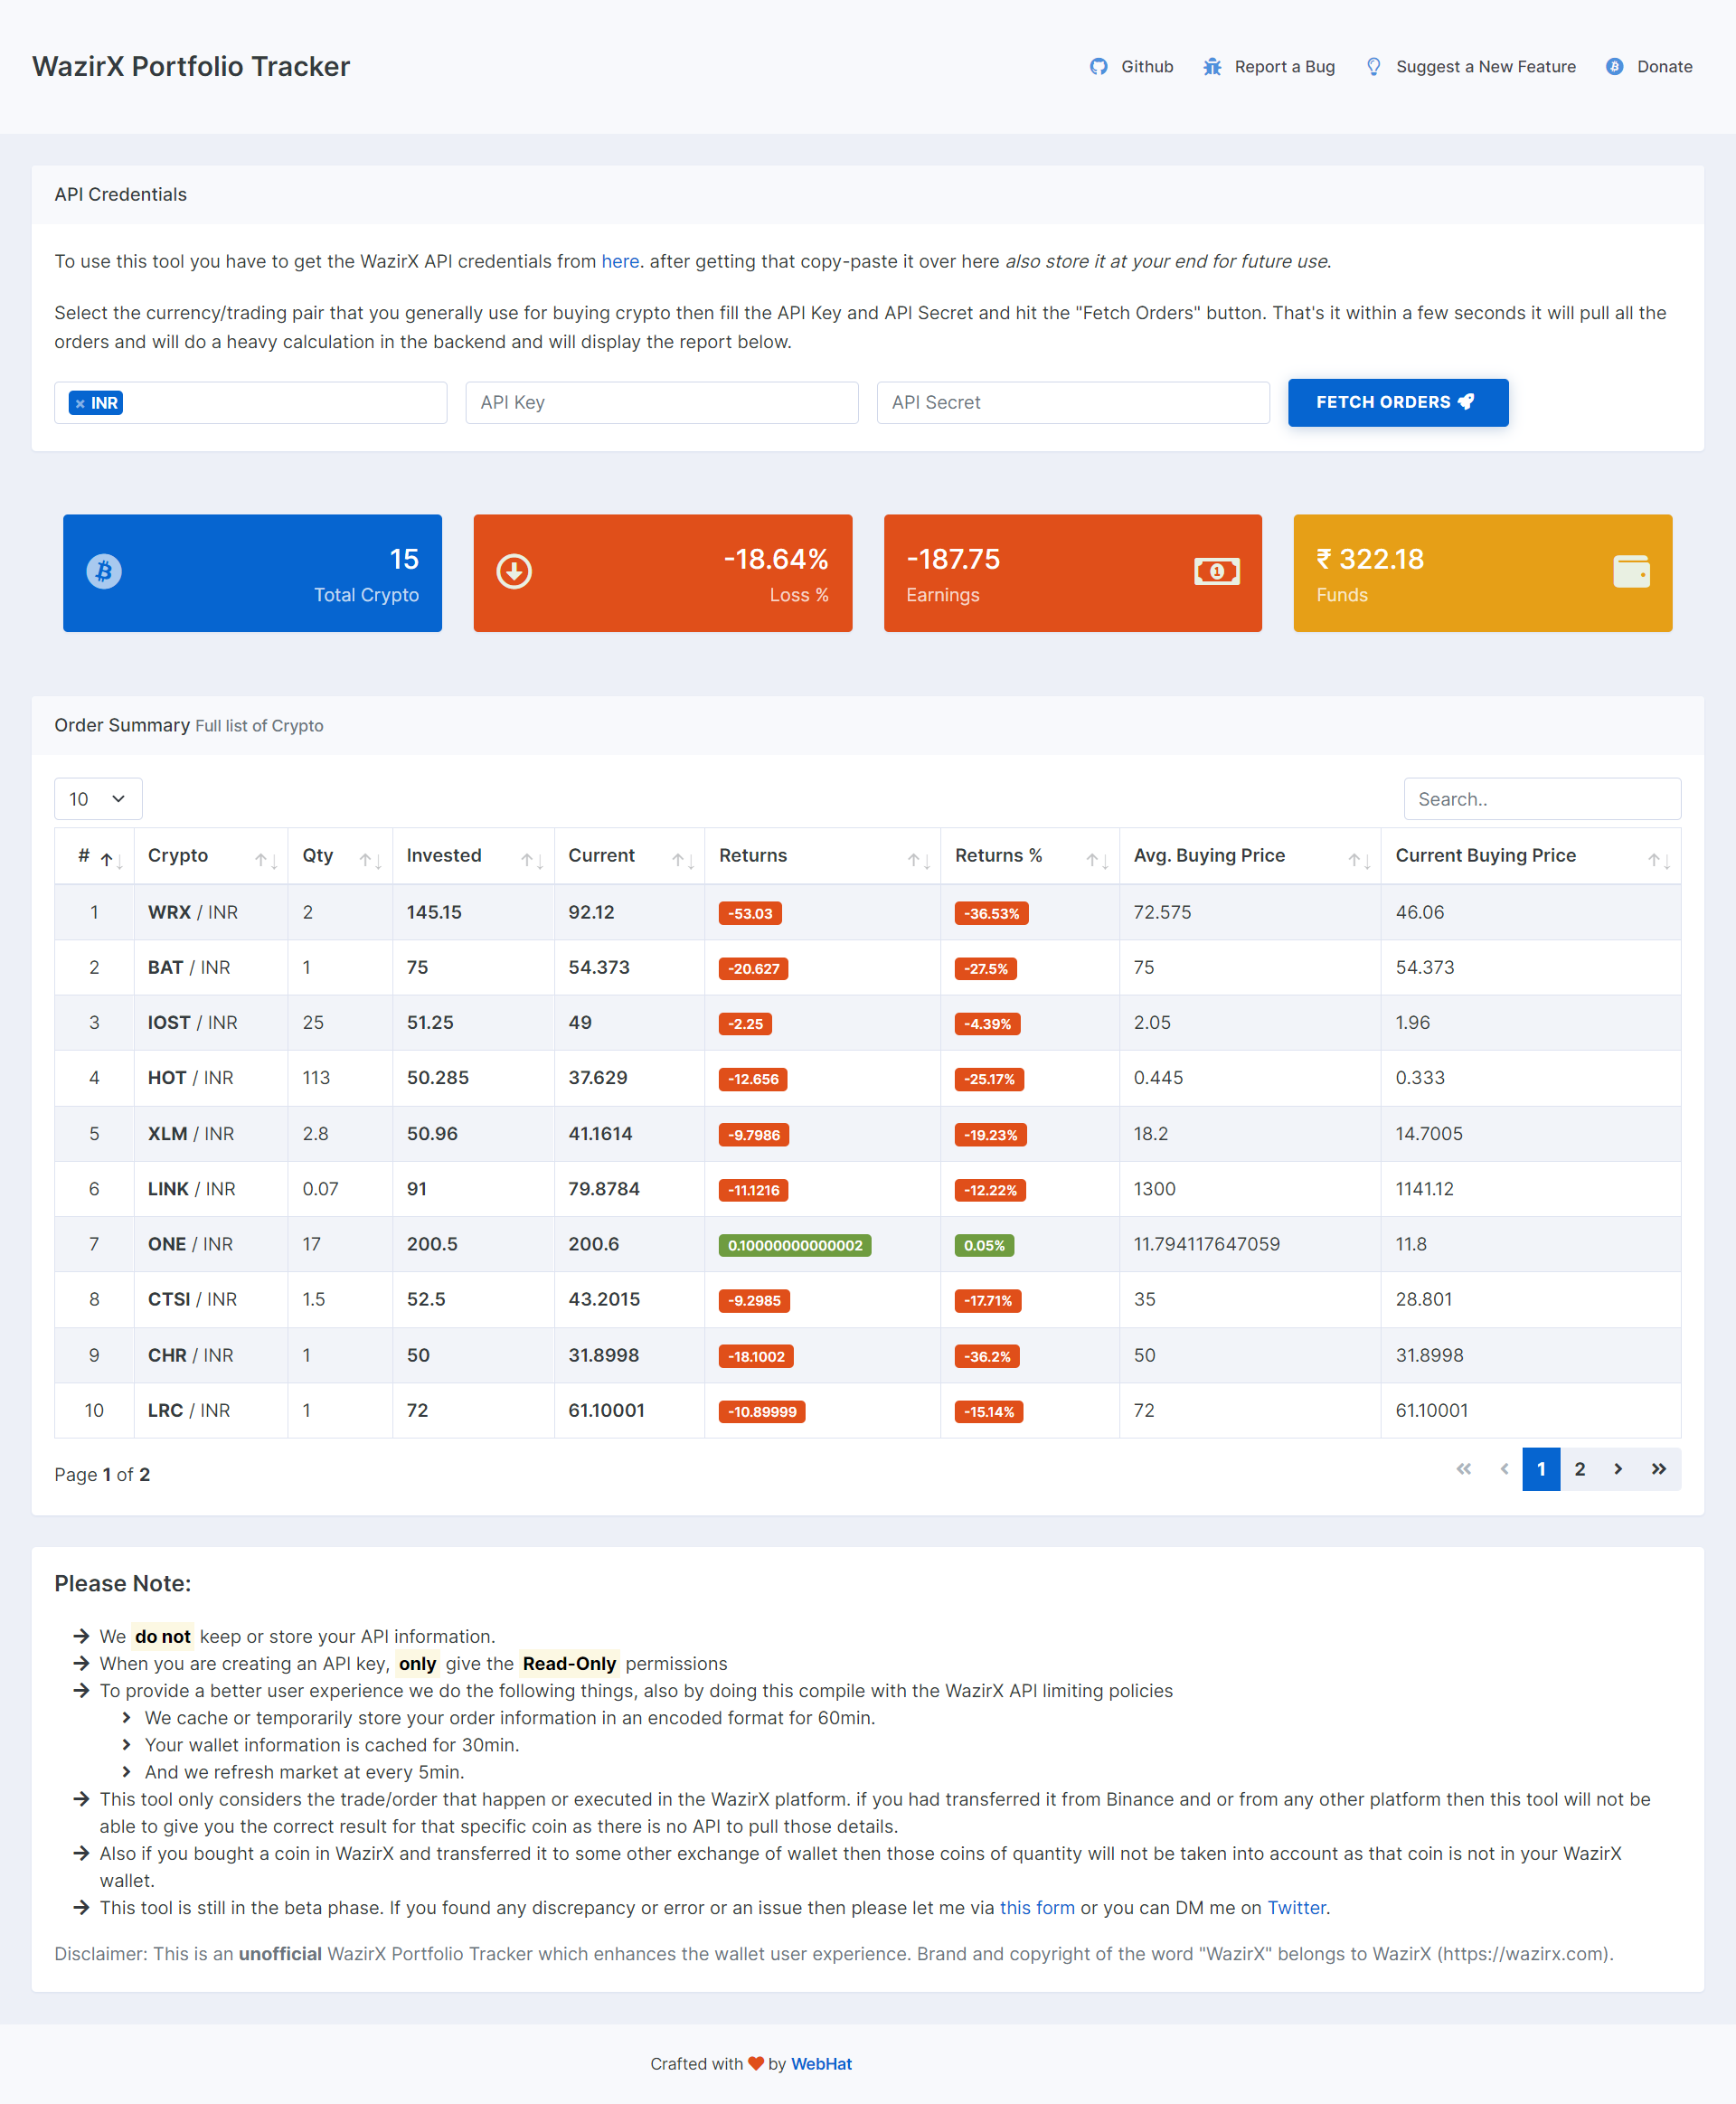 WazirX Portfolio Tracker
Github Report a Bug Suggest a New Feature Donate
API Credentials
To use this tool you have to get the WazirX API credentials from here. after getting that copy-paste it over here also store it at your end for future use.
Select the currency/trading pair that you generally use for buying crypto then fill the API Key and API Secret and hit the "Fetch Orders" button. That's it within a few seconds it will pull all the
orders and will do a heavy calculation in the backend and will display the report below.
× INR API Key API Secret FETCH ORDERS
15
Total Crypto
-18.64%
Loss %
-187.75
Earnings
₹ 322.18
Funds
Order Summary Full list of Crypto
10 Search..
# Crypto Qty Invested Current Returns Returns % Avg. Buying Price Current Buying Price
1 WRX / INR 2 145.15 92.12 -53.03 -36.53% 72.575 46.06
2 BAT / INR 1 75 54.373 -20.627 -27.5% 75 54.373
3 IOST / INR 25 51.25 49 -2.25 -4.39% 2.05 1.96
4 HOT / INR 113 50.285 37.629 -12.656 -25.17% 0.445 0.333
5 XLM / INR 2.8 50.96 41.1614 -9.7986 -19.23% 18.2 14.7005
6 LINK / INR 0.07 91 79.8784 -11.1216 -12.22% 1300 1141.12
7 ONE / INR 17 200.5 200.6 0.10000000000002 0.05% 11.794117647059 11.8
8 CTSI / INR 1.5 52.5 43.2015 -9.2985 -17.71% 35 28.801
9 CHR / INR 1 50 31.8998 -18.1002 -36.2% 50 31.8998
10 LRC / INR 1 72 61.10001 -10.89999 -15.14% 72 61.10001
Page 1 of 2 « ‹ 1 2 › »
Please Note:
We do not keep or store your API information.
When you are creating an API key, only give the Read-Only permissions
To provide a better user experience we do the following things, also by doing this compile with the WazirX API limiting policies
We cache or temporarily store your order information in an encoded format for 60min.
Your wallet information is cached for 30min.
And we refresh market at every 5min.
This tool only considers the trade/order that happen or executed in the WazirX platform. if you had transferred it from Binance and or from any other platform then this tool will not be
able to give you the correct result for that specific coin as there is no API to pull those details.
Also if you bought a coin in WazirX and transferred it to some other exchange of wallet then those coins of quantity will not be taken into account as that coin is not in your WazirX
wallet.
This tool is still in the beta phase. If you found any discrepancy or error or an issue then please let me via this form or you can DM me on Twitter.
Disclaimer: This is an unofficial WazirX Portfolio Tracker which enhances the wallet user experience. Brand and copyright of the word "WazirX" belongs to WazirX (https://wazirx.com).
Crafted with ❤ by WebHat